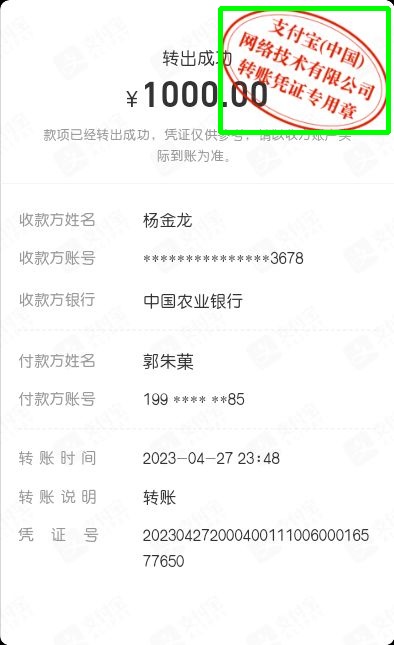 支付宝(中国)
网络技术有限公司
转账凭证专用章
转出成功
¥1000.00
款项已经转出成功，凭证仅供参考，请以收方账户实
际到账为准。
收款方姓名 杨金龙
收款方账号 ***************3678
收款方银行 中国农业银行
付款方姓名 郭朱菓
付款方账号 199 **** **85
转账时间 2023-04-27 23:48
转账说明 转账
凭证号 202304272000400111006000165
77650